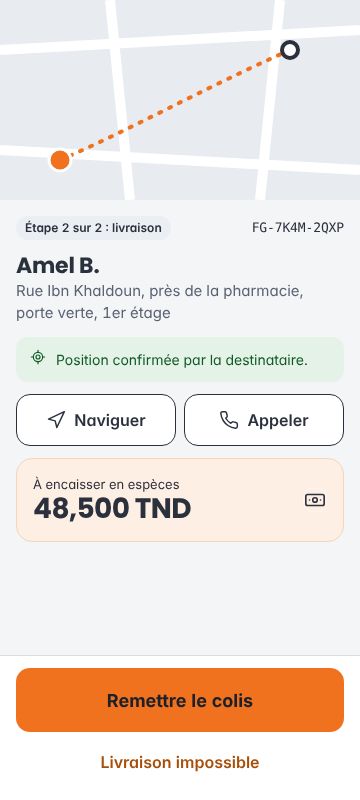 Étape 2 sur 2 : livraison
FG-7K4M-2QXP
Amel B.
Rue Ibn Khaldoun, près de la pharmacie,
porte verte, 1er étage
Position confirmée par la destinataire.
Naviguer
Appeler
À encaisser en espèces
48,500 TND
Remettre le colis
Livraison impossible